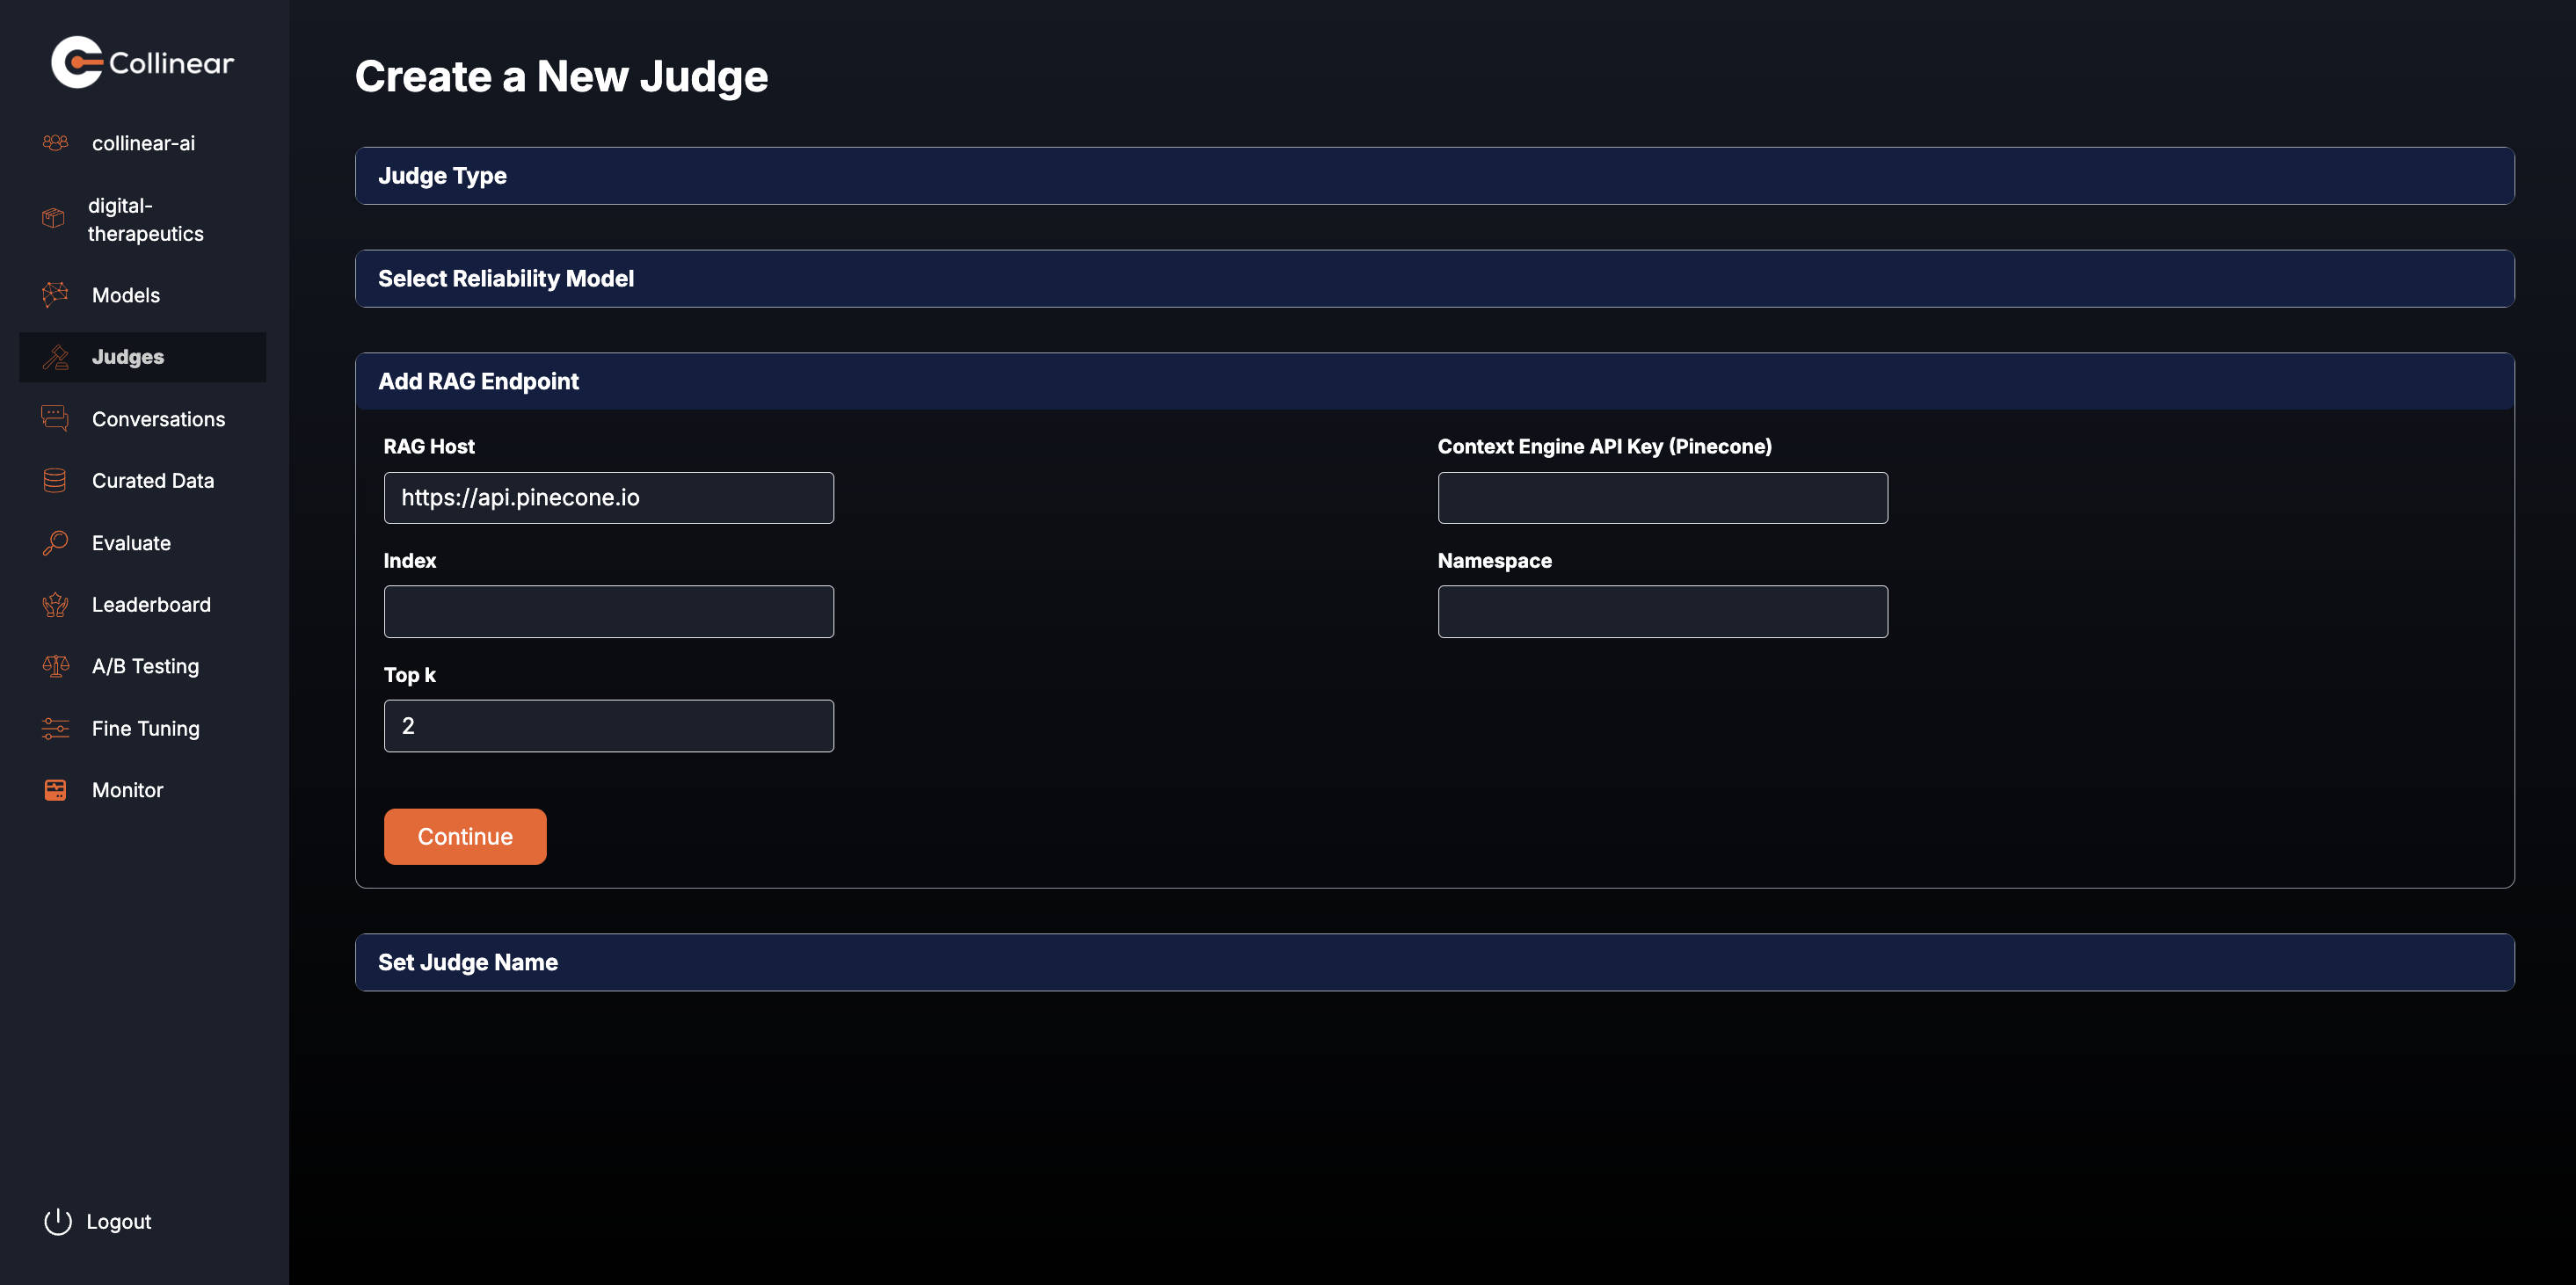 Collinear
collinear-ai
digital-
therapeutics
Models
Judges
Conversations
Curated Data
Evaluate
Leaderboard
A/B Testing
Fine Tuning
Monitor
Logout
Create a New Judge
Judge Type
Select Reliability Model
Add RAG Endpoint
RAG Host
https://api.pinecone.io
Context Engine API Key (Pinecone)
Index
Namespace
Top k
2
Continue
Set Judge Name